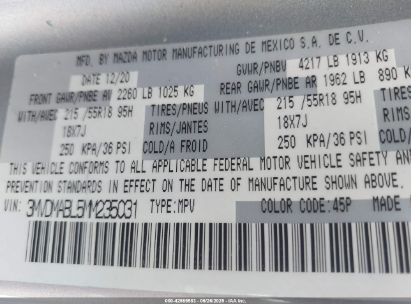 MFD. BY MAZDA MOTOR MANUFACTURING DE MEXICO S.A. DE C.V.
DATE 12/20 GVWR/PNBV 4217 LB 1913 KG
FRONT GAWR/PNBE AV 2260 LB 1025 KG REAR GAWR/PNBE AR 1962 LB 890 KG
WITH/AVEC 215 /55R18 95H TIRES/PNEUS WITH/AVEC 215 /55R18 95H
18X7J RIMS/JANTES 18X7J
250 KPA/36 PSI COLD/A FROID 250 KPA/36 PSI
THIS VEHICLE CONFORMS TO ALL APPLICABLE FEDERAL MOTOR VEHICLE SAFETY AN
PREVENTION STANDARDS IN EFFECT ON THE DATE OF MANUFACTURE SHOWN ABOVE.
VIN: 3MVDMABL5MM235031 TYPE:MPV COLOR CODE:45P MADE